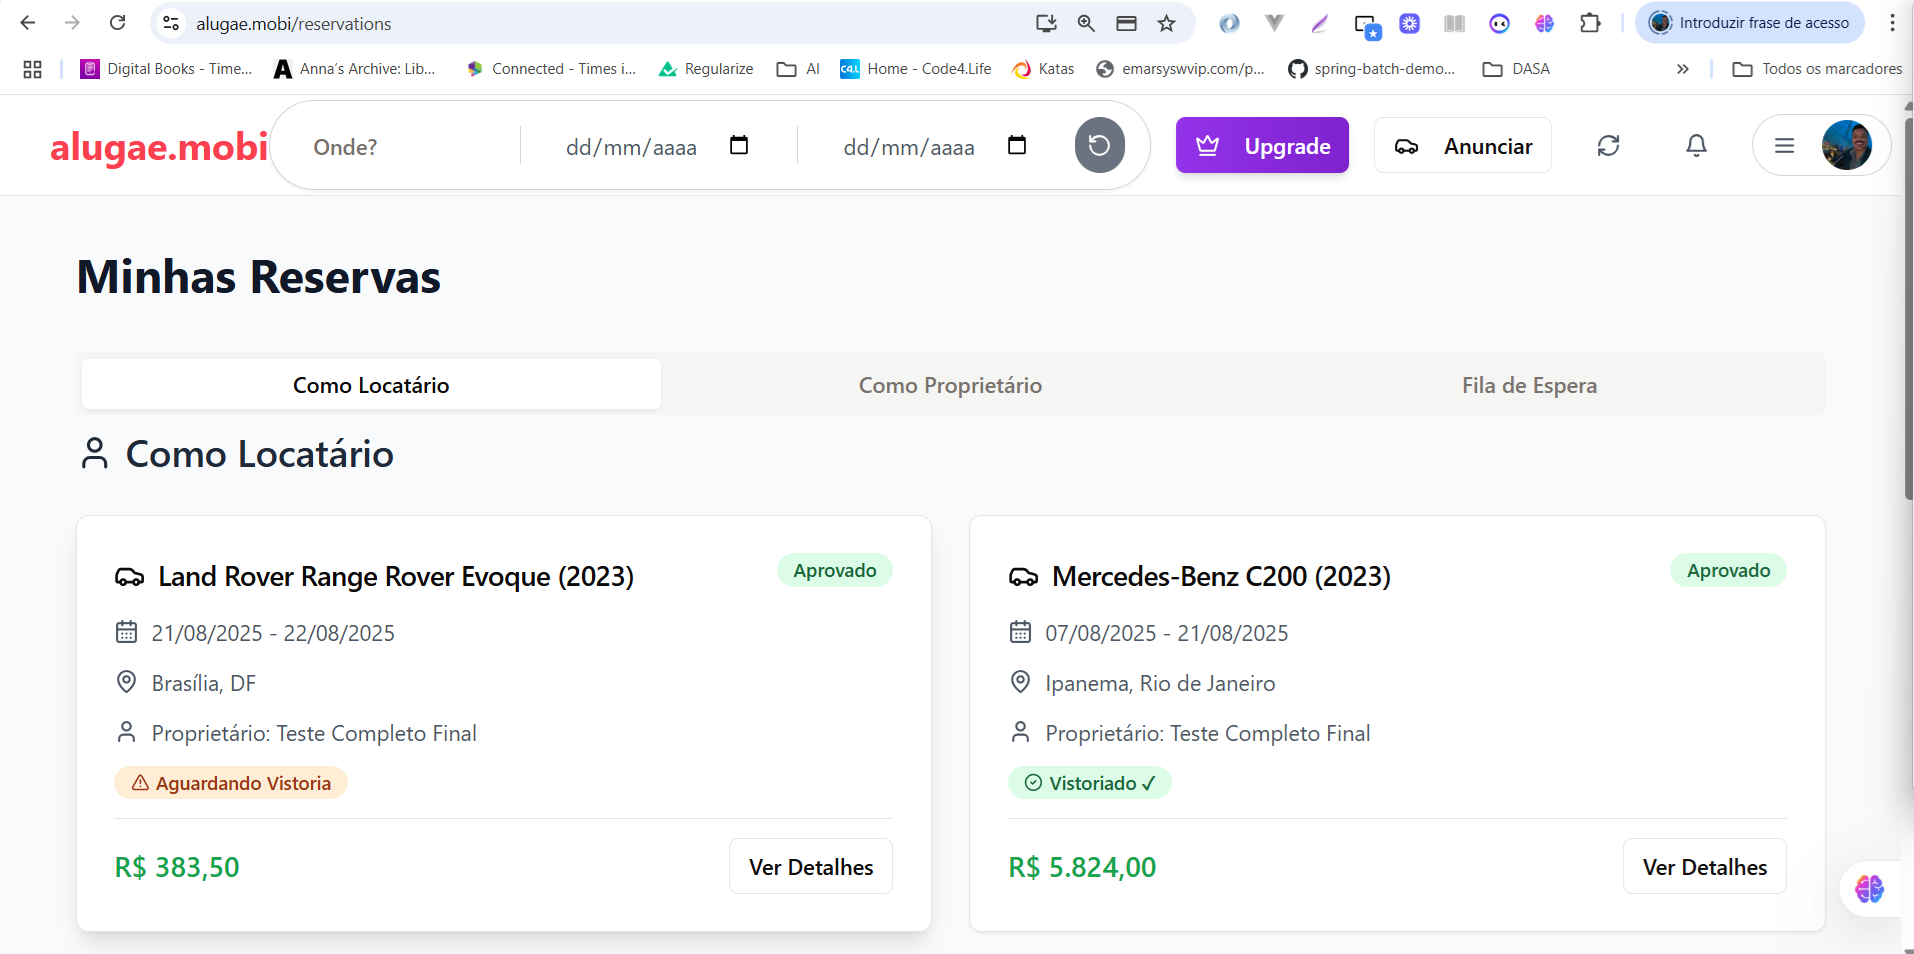 alugae.mobi/reservations
Introduzir frase de acesso
Digital Books - Time...
Anna's Archive: Lib...
Connected - Times i...
Regularize
AI
Home - Code4.Life
Katas
emarsyswvip.com/p...
spring-batch-demo...
DASA
»
Todos os marcadores
alugae.mobi
Onde?
dd/mm/aaaa
dd/mm/aaaa
Upgrade
Anunciar
Minhas Reservas
Como Locatário
Como Proprietário
Fila de Espera
Como Locatário
Land Rover Range Rover Evoque (2023)
Aprovado
21/08/2025 - 22/08/2025
Brasília, DF
Proprietário: Teste Completo Final
Aguardando Vistoria
R$ 383,50
Ver Detalhes
Mercedes-Benz C200 (2023)
Aprovado
07/08/2025 - 21/08/2025
Ipanema, Rio de Janeiro
Proprietário: Teste Completo Final
Vistoriado ✓
R$ 5.824,00
Ver Detalhes